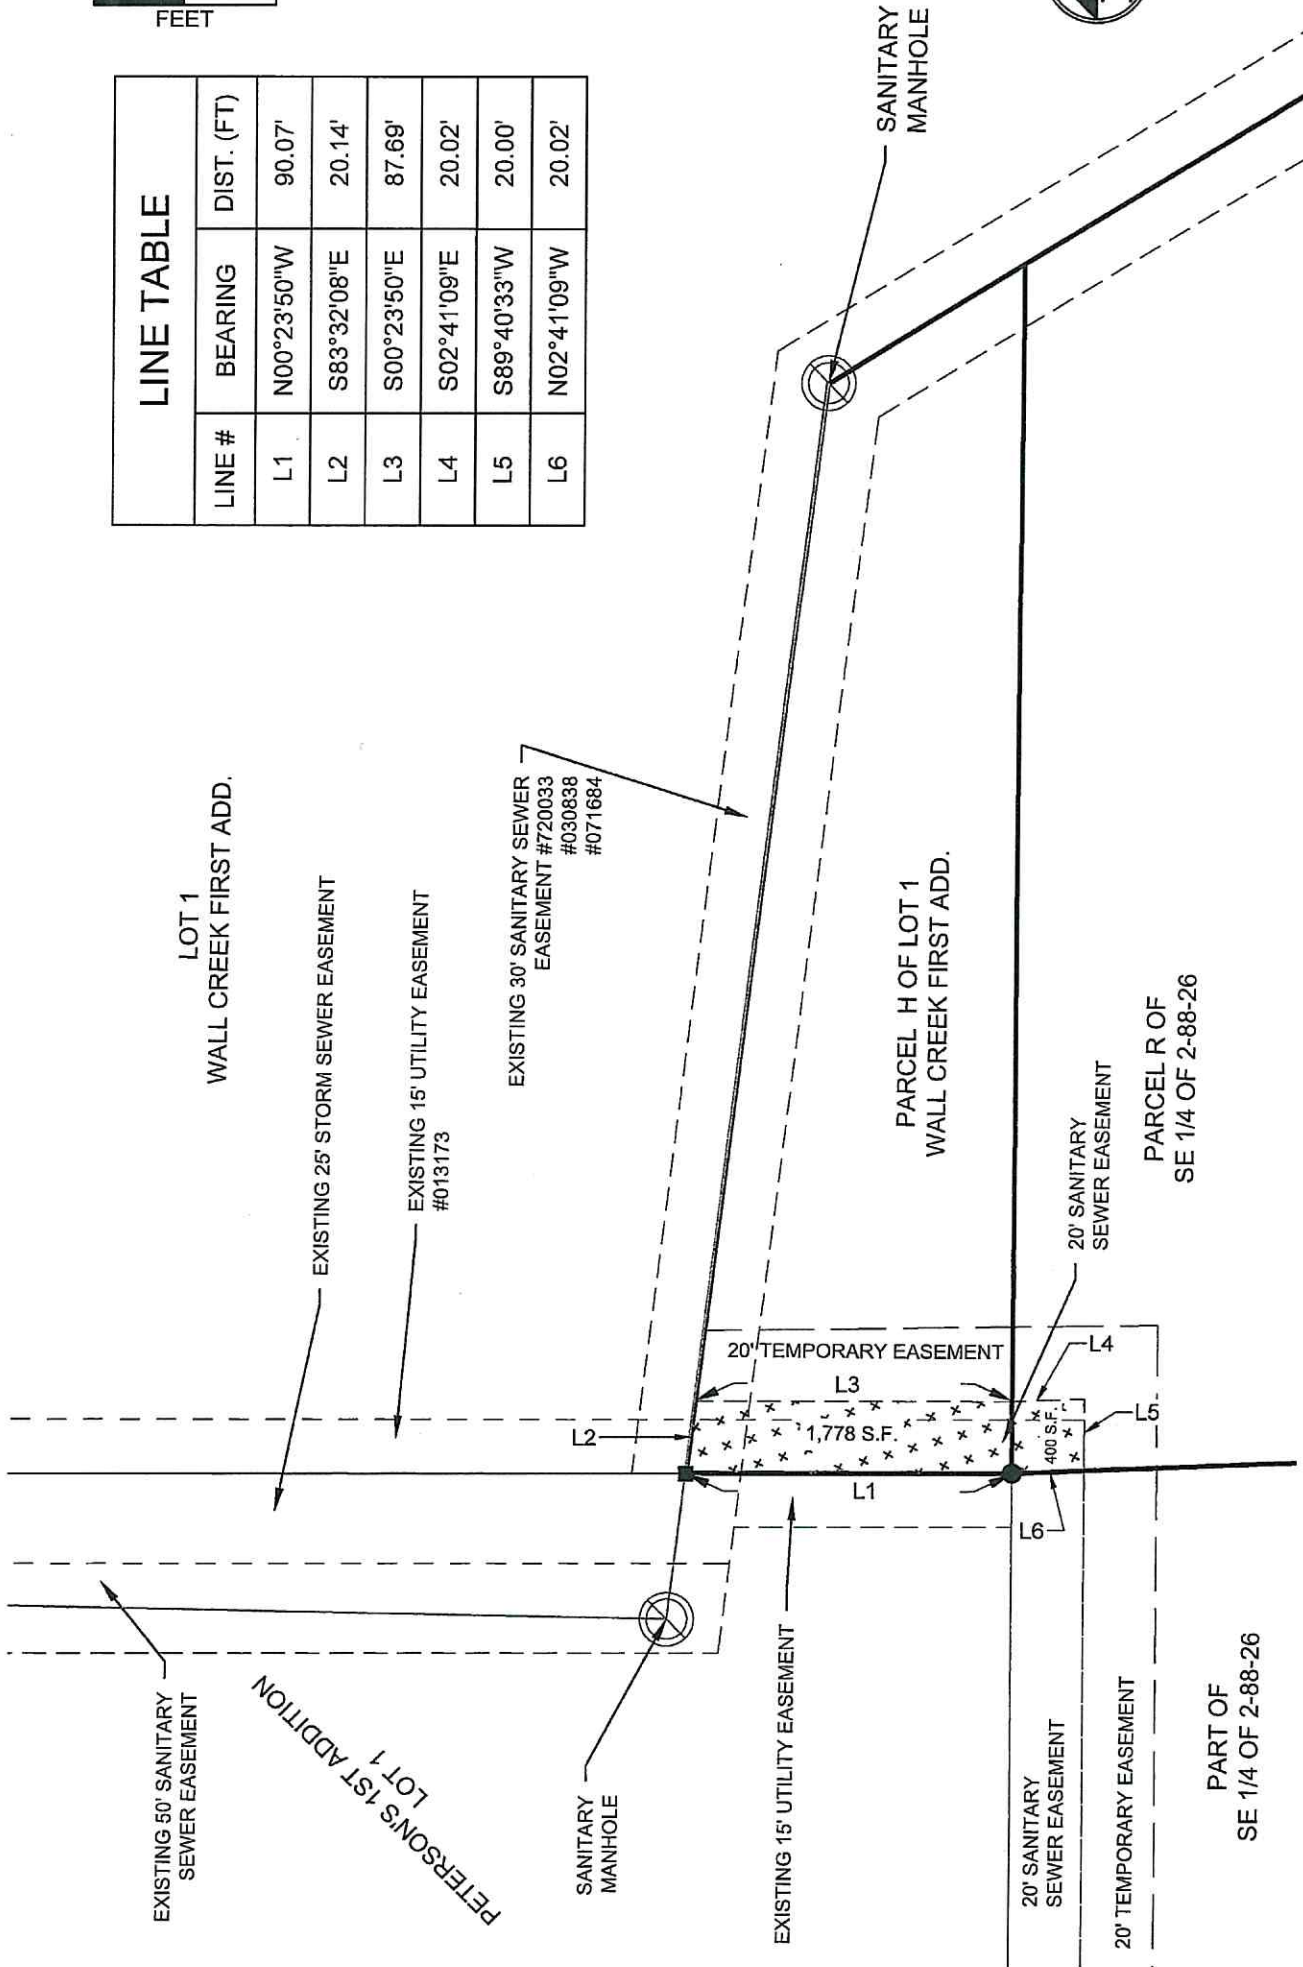 FEET
LINE TABLE
LINE # BEARING DIST. (FT)
L1 N00°23'50"W 90.07'
L2 S83°32'08"E 20.14'
L3 S00°23'50"E 87.69'
L4 S02°41'09"E 20.02'
L5 S89°40'33"W 20.00'
L6 N02°41'09"W 20.02'
SANITARY
MANHOLE
LOT 1
WALL CREEK FIRST ADD.
EXISTING 25' STORM SEWER EASEMENT
EXISTING 15' UTILITY EASEMENT
#013173
EXISTING 30' SANITARY SEWER
EASEMENT #720033
#030838
#071684
PARCEL H OF LOT 1
WALL CREEK FIRST ADD.
20' SANITARY
SEWER EASEMENT
PARCEL R OF
SE 1/4 OF 2-88-26
20' TEMPORARY EASEMENT
L3
L4
L2
1,778 S.F.
400 S.F.
L5
L1
L6
EXISTING 50' SANITARY
SEWER EASEMENT
PETERSON'S 1ST ADDITION
LOT 1
SANITARY
MANHOLE
EXISTING 15' UTILITY EASEMENT
20' SANITARY
SEWER EASEMENT
20' TEMPORARY EASEMENT
PART OF
SE 1/4 OF 2-88-26